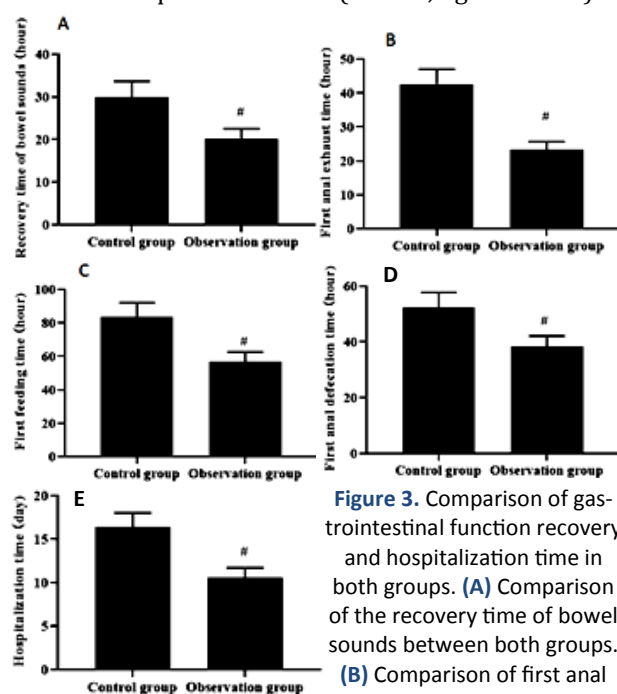 A
Recovery time of bowel sounds (hour)
40
30
20
10
0
#
Control group Observation group
B
First anal exhaust time (hour)
50
40
30
20
10
0
#
Control group Observation group
C
First feeding time (hour)
100
80
60
40
20
0
#
Control group Observation group
D
First anal defecation time (hour)
80
60
40
20
0
#
Control group Observation group
E
Hospitalization time (day)
20
15
10
5
0
#
Control group Observation group
Figure 3. Comparison of gas-
trointestinal function recovery
and hospitalization time in
both groups. (A) Comparison
of the recovery time of bowel
sounds between both groups.
(B) Comparison of first anal